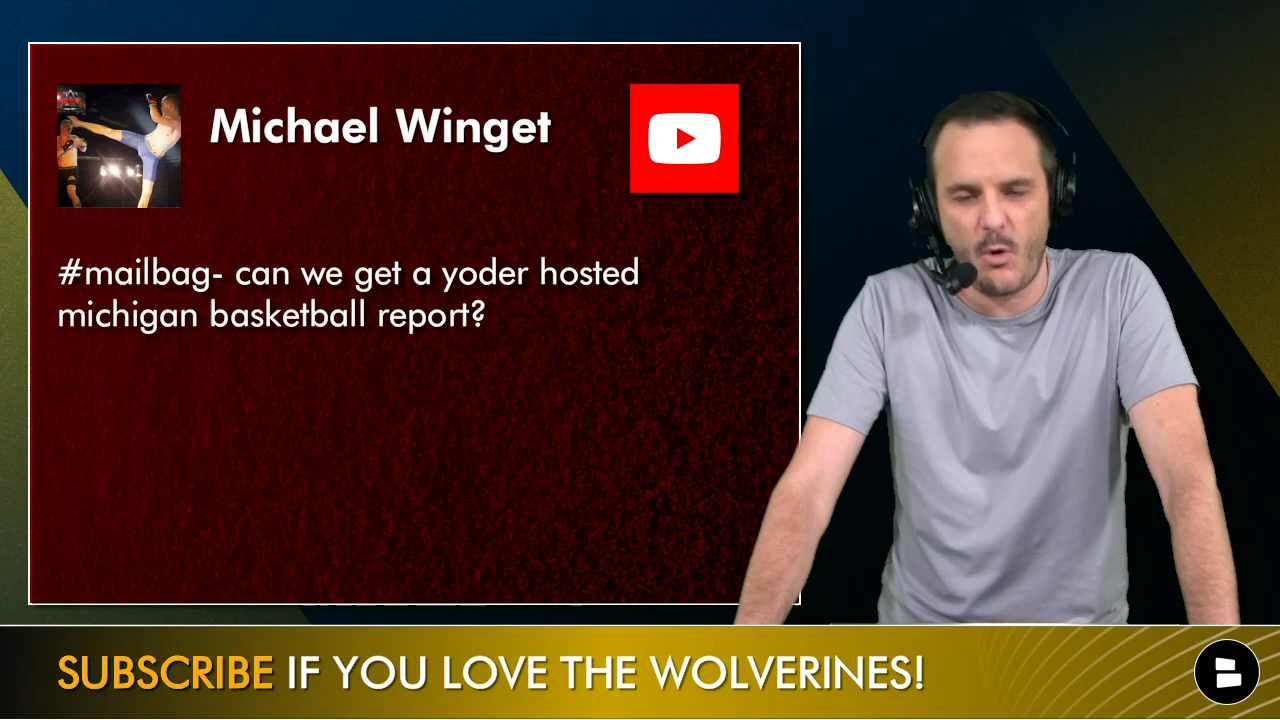 Michael Winget
#mailbag- can we get a yoder hosted
michigan basketball report?
SUBSCRIBE IF YOU LOVE THE WOLVERINES!